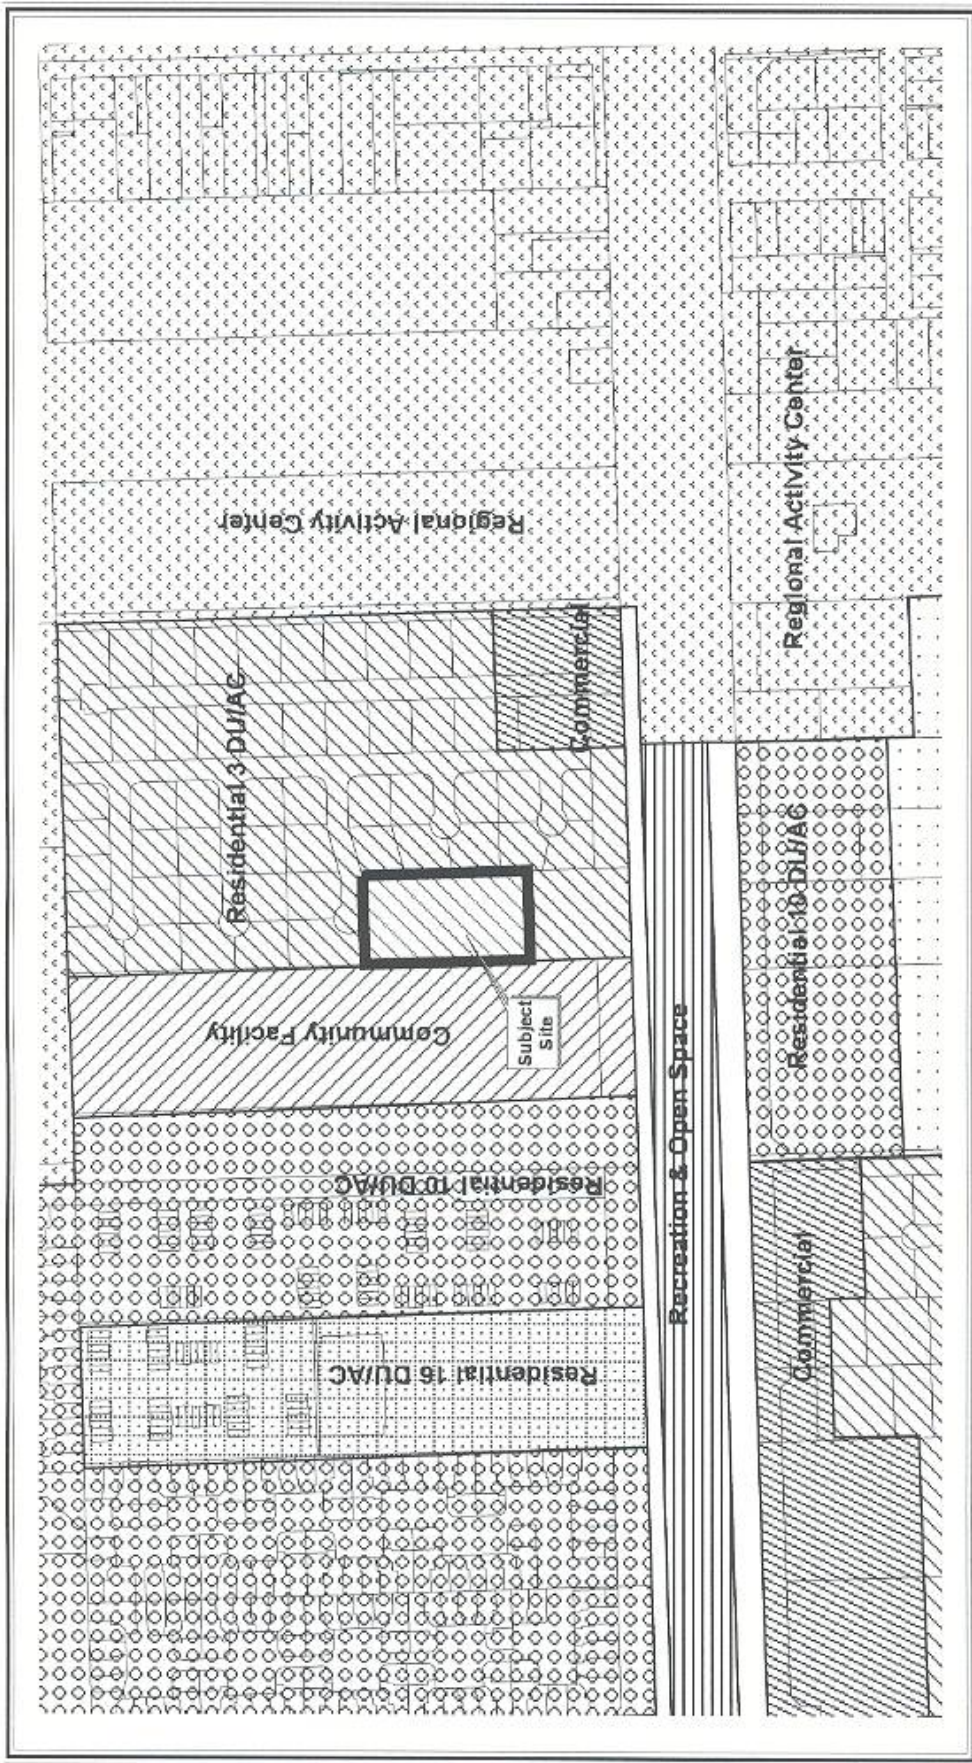 Regional Activity Center
Regional Activity Center
Residential 3 DU/AC
Commercial
Community Facility
Subject
Site
Residential 10 DU/AC
Recreation & Open Space
Residential 10 DU/AC
Residential 16 DU/AC
Commercial